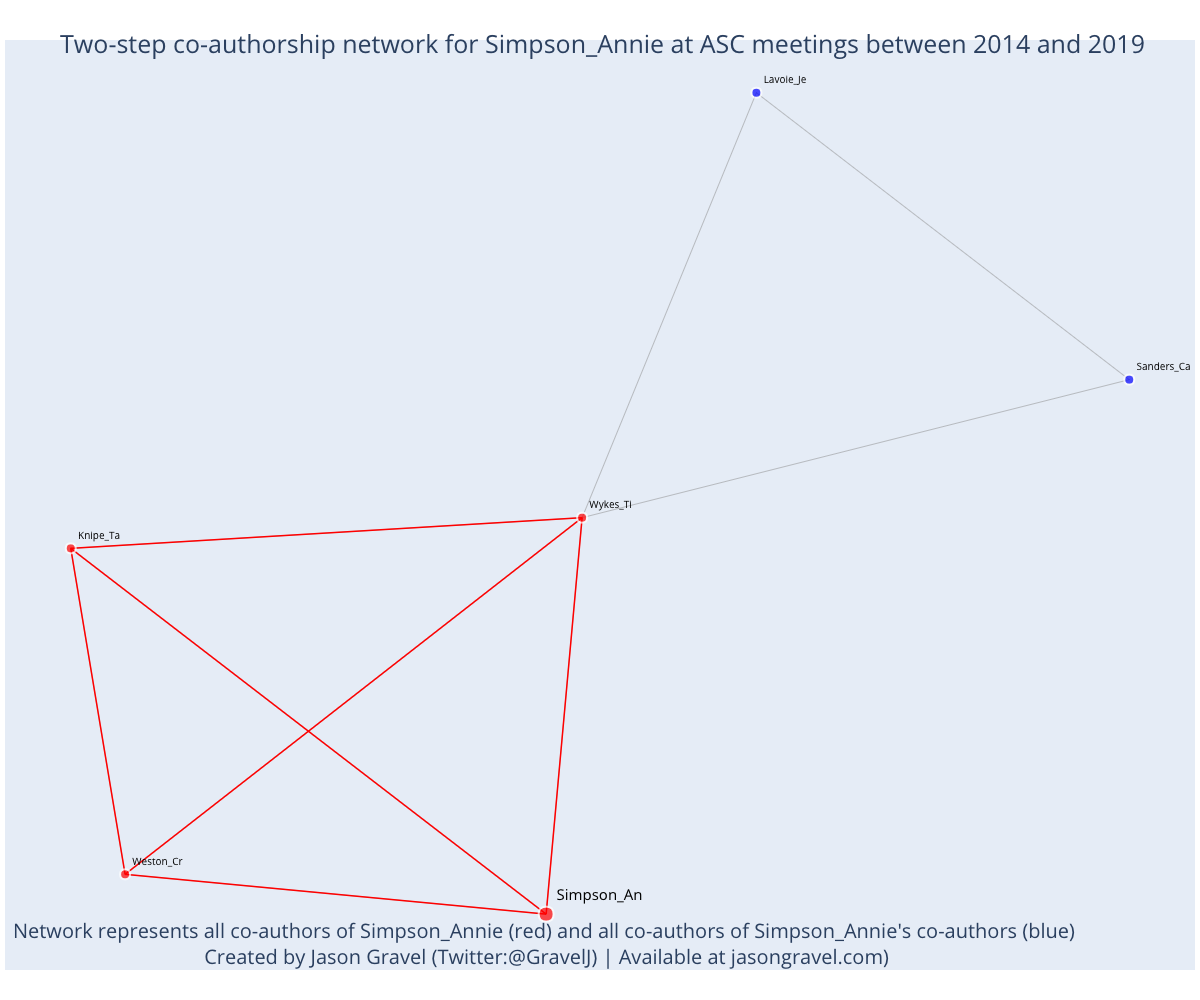 Two-step co-authorship network for Simpson_Annie at ASC meetings between 2014 and 2019
Lavoie_Je
Sanders_Ca
Wykes_Ti
Knipe_Ta
Weston_Cr
Simpson_An
Network represents all co-authors of Simpson_Annie (red) and all co-authors of Simpson_Annie's co-authors (blue)
Created by Jason Gravel (Twitter:@GravelJ) | Available at jasongravel.com)